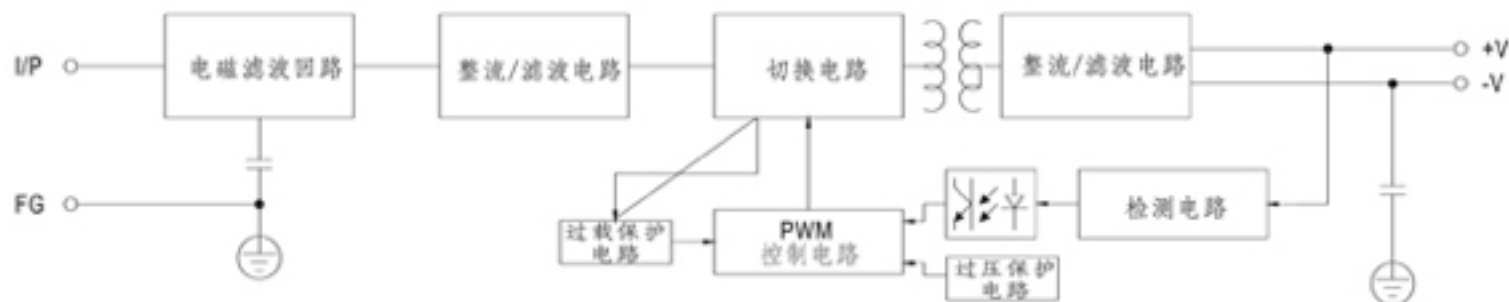 I/P
电磁滤波回路
整流/滤波电路
切换电路
整流/滤波电路
+V
-V
FG
过载保护
电路
PWM
控制电路
检测电路
过压保护
电路